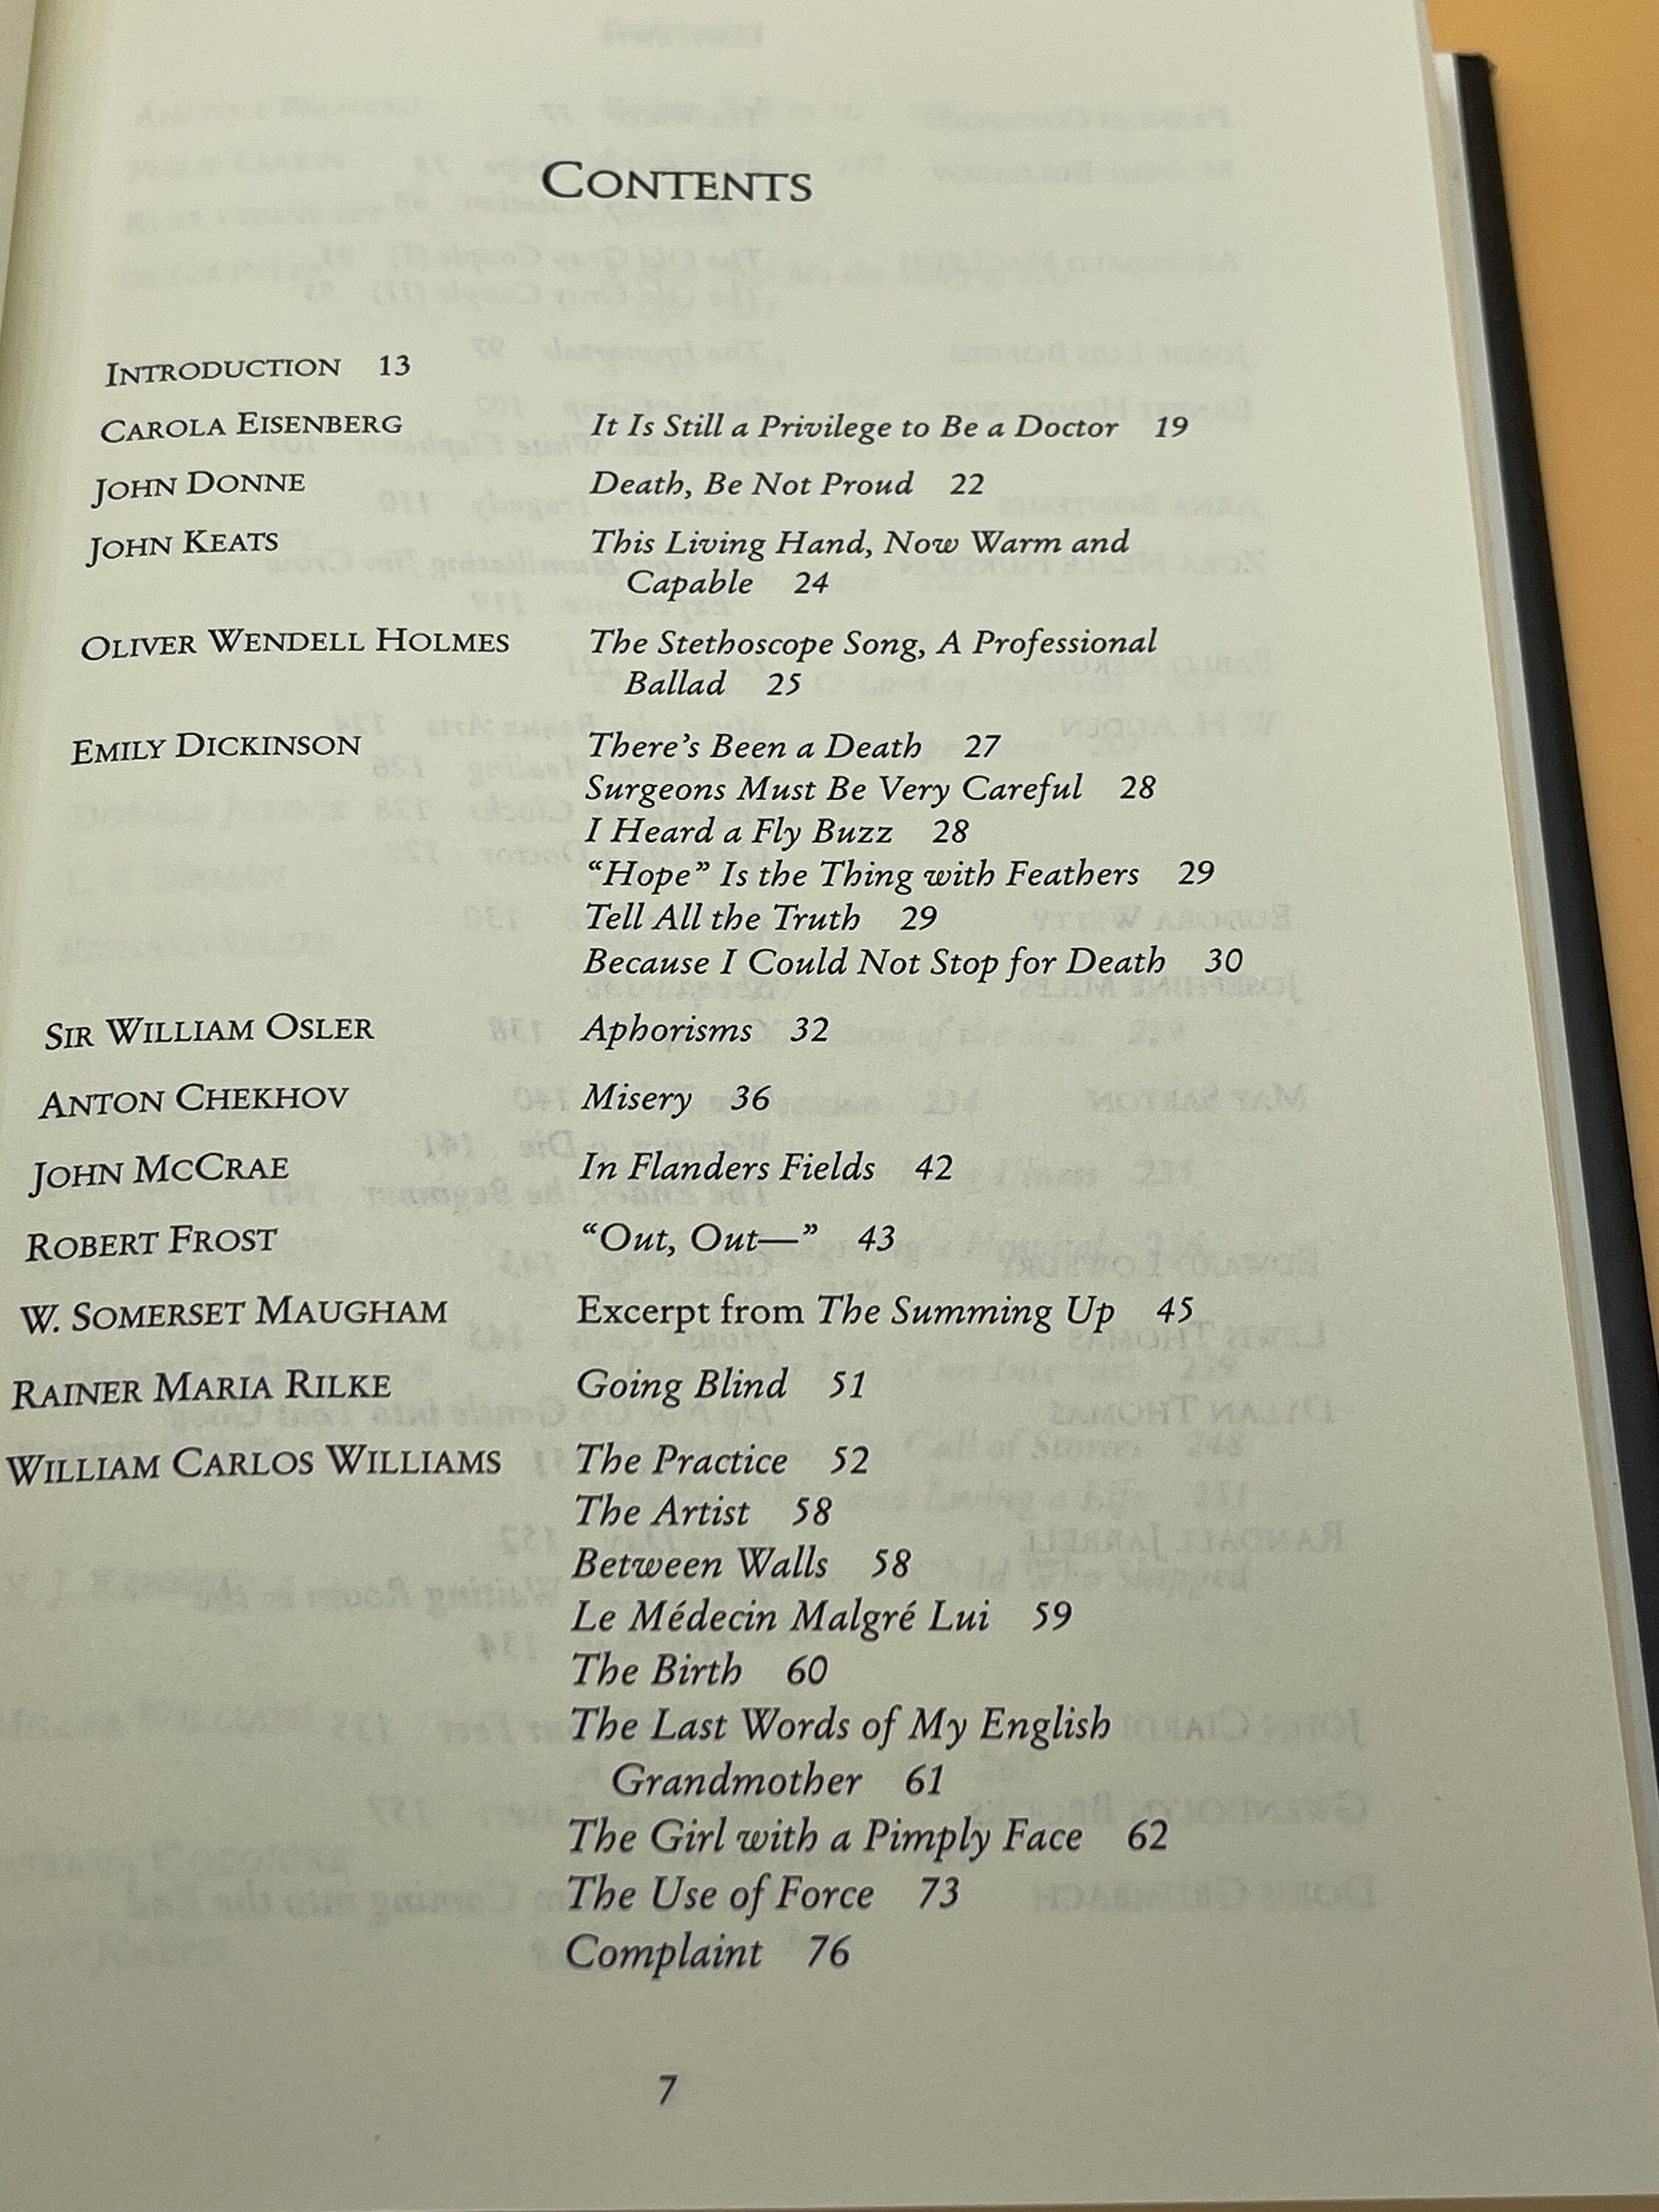 CONTENTS
INTRODUCTION 13
CAROLA EISENBERG It Is Still a Privilege to Be a Doctor 19
JOHN DONNE Death, Be Not Proud 22
JOHN KEATS This Living Hand, Now Warm and
Capable 24
OLIVER WENDELL HOLMES The Stethoscope Song, A Professional
Ballad 25
EMILY DICKINSON There's Been a Death 27
Surgeons Must Be Very Careful 28
I Heard a Fly Buzz 28
“Hope” Is the Thing with Feathers 29
Tell All the Truth 29
Because I Could Not Stop for Death 30
SIR WILLIAM OSLER Aphorisms 32
ANTON CHEKHOV Misery 36
JOHN MCCRAE In Flanders Fields 42
ROBERT FROST “Out, Out—” 43
W. SOMERSET MAUGHAM Excerpt from The Summing Up 45
RAINER MARIA RILKE Going Blind 51
WILLIAM CARLOS WILLIAMS The Practice 52
The Artist 58
Between Walls 58
Le Médecin Malgré Lui 59
The Birth 60
The Last Words of My English
Grandmother 61
The Girl with a Pimply Face 62
The Use of Force 73
Complaint 76
7